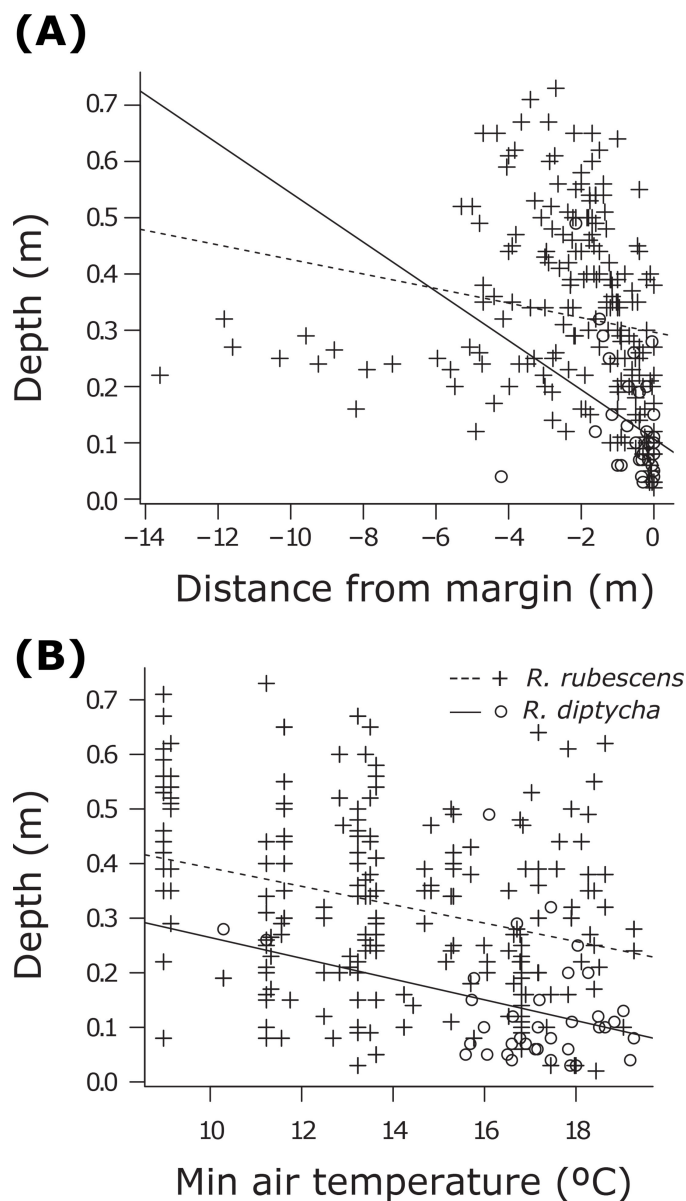 (A)
0.7
0.6
0.5
0.4
0.3
0.2
0.1
0.0
Depth (m)
−14 −12 −10 −8 −6 −4 −2 0
Distance from margin (m)
(B)
R. rubescens
R. diptycha
0.7
0.6
0.5
0.4
0.3
0.2
0.1
0.0
Depth (m)
10 12 14 16 18
Min air temperature (ºC)